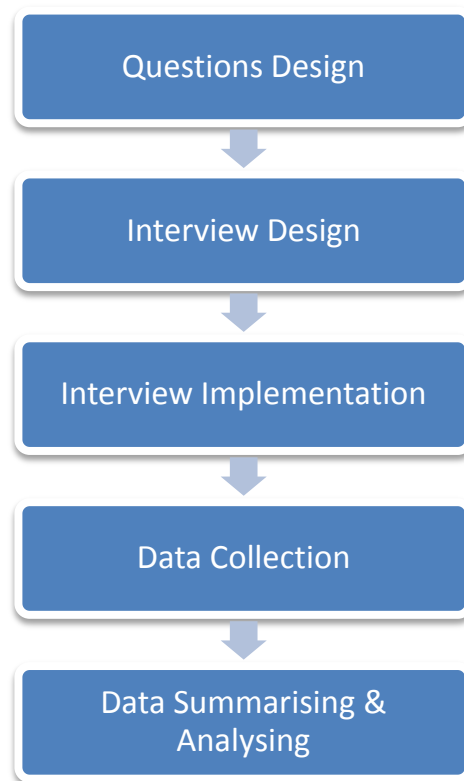 Questions Design
Interview Design
Interview Implementation
Data Collection
Data Summarising &
Analysing